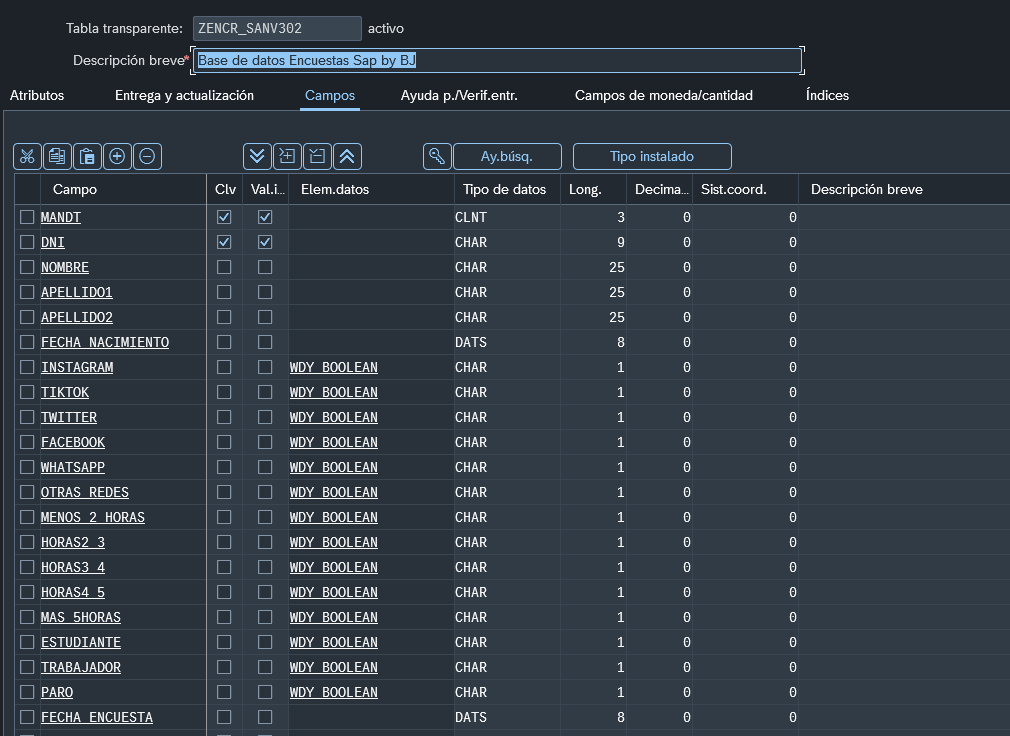 Tabla transparente: ZENCR_SANV302 activo
Descripción breve* Base de datos Encuestas Sap by BJ
Atributos Entrega y actualización Campos Ayuda p./Verif.entr. Campos de moneda/cantidad Índices
Ay.búsq. Tipo instalado
Campo Clv Val.i... Elem.datos Tipo de datos Long. Decima... Sist.coord. Descripción breve
MANDT CLNT 3 0 0
DNI CHAR 9 0 0
NOMBRE CHAR 25 0 0
APELLIDO1 CHAR 25 0 0
APELLIDO2 CHAR 25 0 0
FECHA_NACIMIENTO DATS 8 0 0
INSTAGRAM WDY_BOOLEAN CHAR 1 0 0
TIKTOK WDY_BOOLEAN CHAR 1 0 0
TWITTER WDY_BOOLEAN CHAR 1 0 0
FACEBOOK WDY_BOOLEAN CHAR 1 0 0
WHATSAPP WDY_BOOLEAN CHAR 1 0 0
OTRAS_REDES WDY_BOOLEAN CHAR 1 0 0
MENOS_2_HORAS WDY_BOOLEAN CHAR 1 0 0
HORAS2_3 WDY_BOOLEAN CHAR 1 0 0
HORAS3_4 WDY_BOOLEAN CHAR 1 0 0
HORAS4_5 WDY_BOOLEAN CHAR 1 0 0
MAS_5HORAS WDY_BOOLEAN CHAR 1 0 0
ESTUDIANTE WDY_BOOLEAN CHAR 1 0 0
TRABAJADOR WDY_BOOLEAN CHAR 1 0 0
PARO WDY_BOOLEAN CHAR 1 0 0
FECHA_ENCUESTA DATS 8 0 0